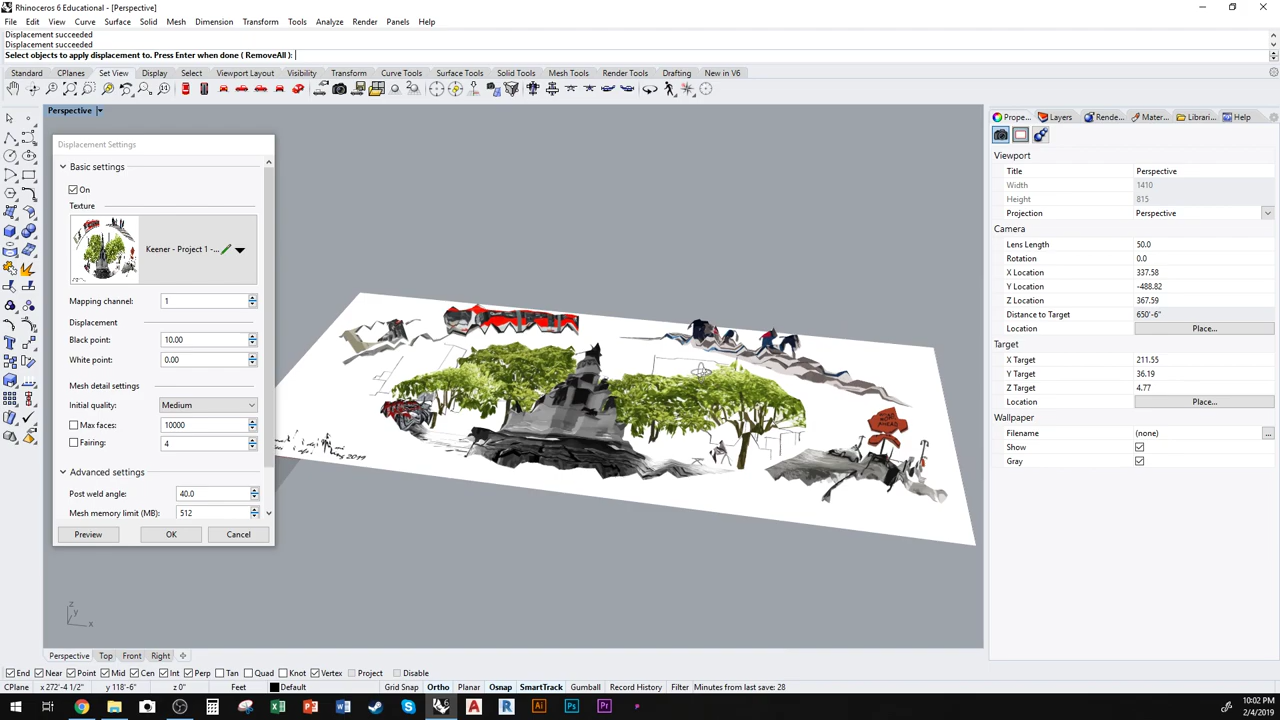 Rhinoceros 6 Educational - [Perspective]
File Edit View Curve Surface Solid Mesh Dimension Transform Tools Analyze Render Panels Help
Displacement succeeded
Displacement succeeded
Select objects to apply displacement to. Press Enter when done ( RemoveAll ):
Standard CPlanes Set View Display Select Viewport Layout Visibility Transform Curve Tools Surface Tools Solid Tools Mesh Tools Render Tools Drafting New in V6
Perspective
Prope... Layers Rende... Mater... Librari... Help
Displacement Settings
Basic settings
On
Texture
Keener - Project 1 -...
Mapping channel: 1
Displacement
Black point: 10.00
White point: 0.00
Mesh detail settings
Initial quality: Medium
Max faces: 10000
Fairing: 4
Advanced settings
Post weld angle: 40.0
Mesh memory limit (MB): 512
Preview OK Cancel
Viewport
Title Perspective
Width 1410
Height 815
Projection Perspective
Camera
Lens Length 50.0
Rotation 0.0
X Location 337.58
Y Location -488.82
Z Location 367.59
Distance to Target 650'-6"
Location Place...
Target
X Target 211.55
Y Target 36.19
Z Target 4.77
Location Place...
Wallpaper
Filename (none) ...
Show
Gray
AHEAD
2019
z
y
x
Perspective Top Front Right
End Near Point Mid Cen Int Perp Tan Quad Knot Vertex Project Disable
CPlane x 272'-4 1/2" y 118'-6" z 0" Feet Default Grid Snap Ortho Planar Osnap SmartTrack Gumball Record History Filter Minutes from last save: 28
10:02 PM
2/4/2019